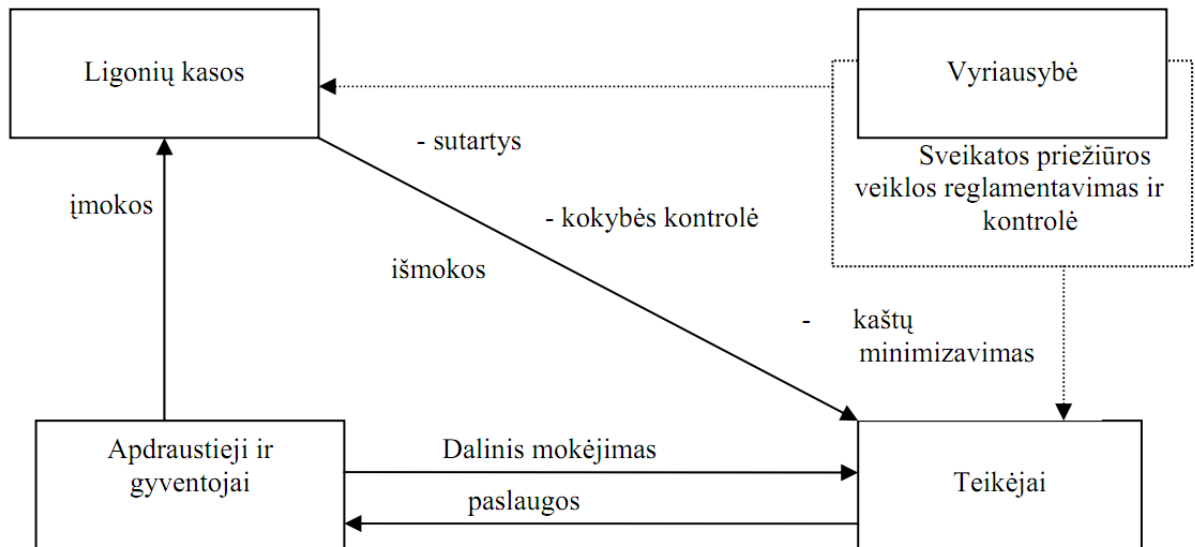 Ligonių kasos
Vyriausybė
- sutartys
Sveikatos priežiūros
veiklos reglamentavimas ir
kontrolė
įmokos
- kokybės kontrolė
išmokos
- kaštų
minimizavimas
Apdraustieji ir
gyventojai
Dalinis mokėjimas
Teikėjai
paslaugos